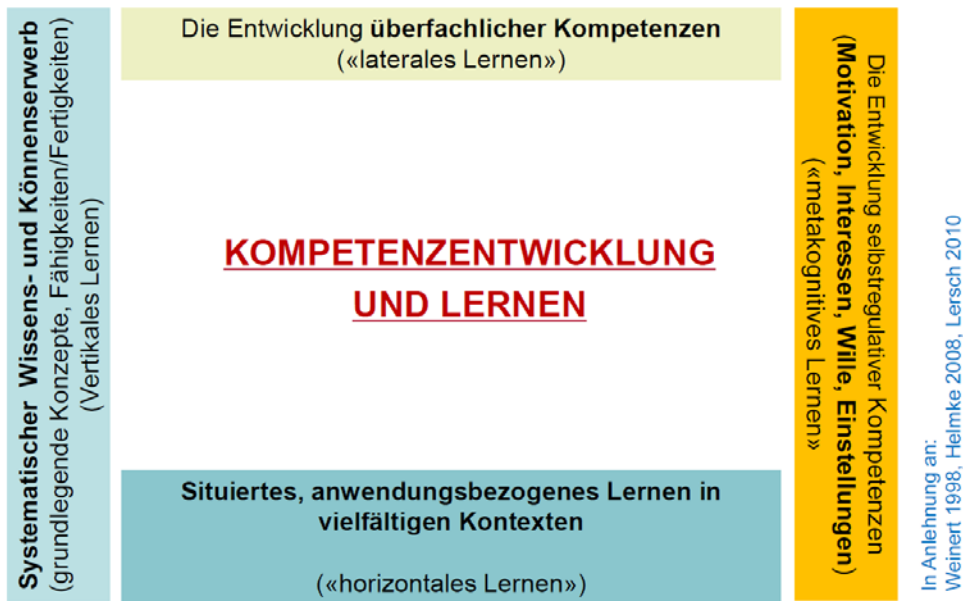 Systematischer Wissens- und Könnenserwerb
(grundlegende Konzepte, Fähigkeiten/Fertigkeiten)
(Vertikales Lernen)
Die Entwicklung überfachlicher Kompetenzen
(«laterales Lernen»)
KOMPETENZENTWICKLUNG
UND LERNEN
Situiertes, anwendungsbezogenes Lernen in
vielfältigen Kontexten
(«horizontales Lernen»)
Die Entwicklung selbstregulativer Kompetenzen
(Motivation, Interessen, Wille, Einstellungen)
(«metakognitives Lernen»
In Anlehnung an:
Weinert 1998, Helmke 2008, Lersch 2010